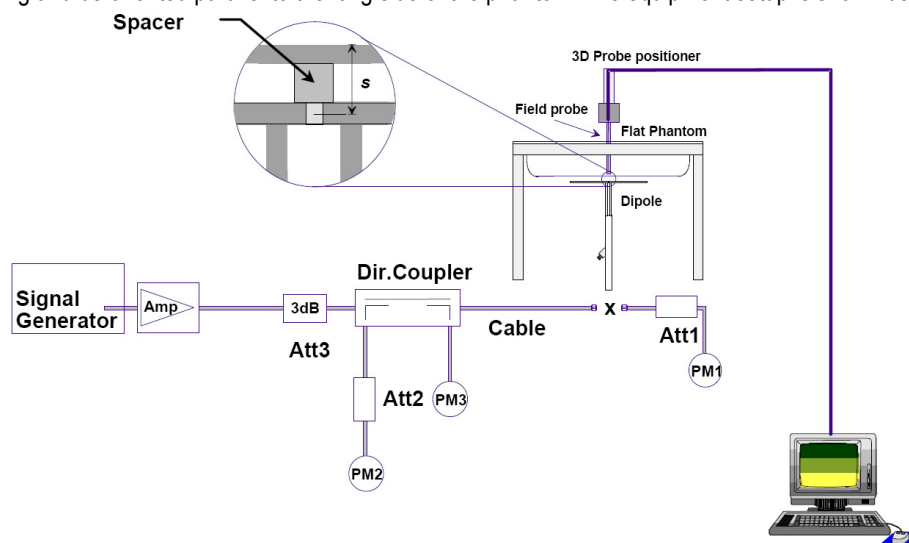 Spacer
s
3D Probe positioner
Field probe
Flat Phantom
Dipole
Dir.Coupler
Signal
Generator
Amp
3dB
Att3
Cable
X
Att1
PM1
Att2
PM3
PM2